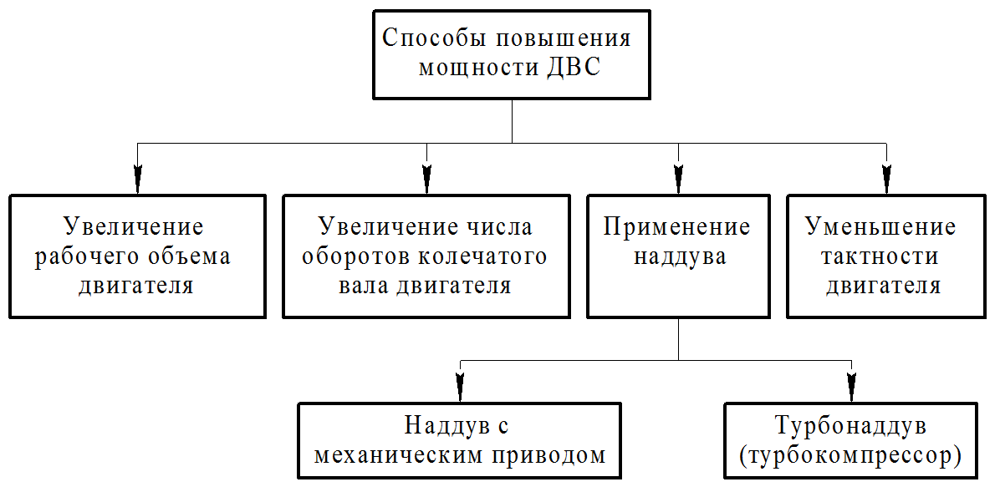 Способы повышения
мощности ДВС
Увеличение
рабочего объема
двигателя
Увеличение числа
оборотов колечатого
вала двигателя
Применение
наддува
Уменьшение
тактности
двигателя
Наддув с
механическим приводом
Турбонаддув
(турбокомпрессор)